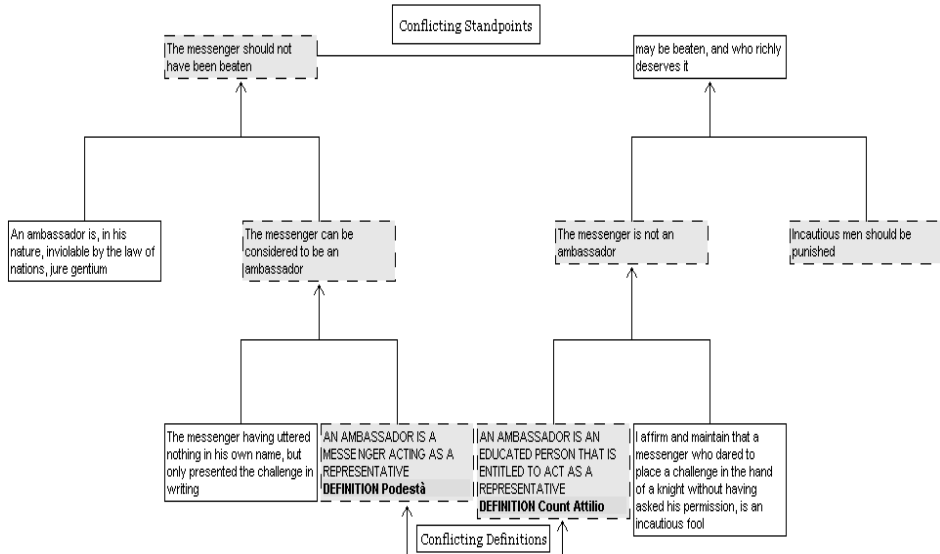 Conflicting Standpoints
The messenger should not
have been beaten
may be beaten, and who richly
deserves it
An ambassador is, in his
nature, inviolable by the law of
nations, jure gentium
The messenger can be
considered to be an
ambassador
The messenger is not an
ambassador
Incautious men should be
punished
The messenger having uttered
nothing in his own name, but
only presented the challenge in
writing
AN AMBASSADOR IS A
MESSENGER ACTING AS A
REPRESENTATIVE
DEFINITION Podestà
AN AMBASSADOR IS AN
EDUCATED PERSON THAT IS
ENTITLED TO ACT AS A
REPRESENTATIVE
DEFINITION Count Attilio
I affirm and maintain that a
messenger who dared to
place a challenge in the hand
of a knight without having
asked his permission, is an
incautious fool
Conflicting Definitions